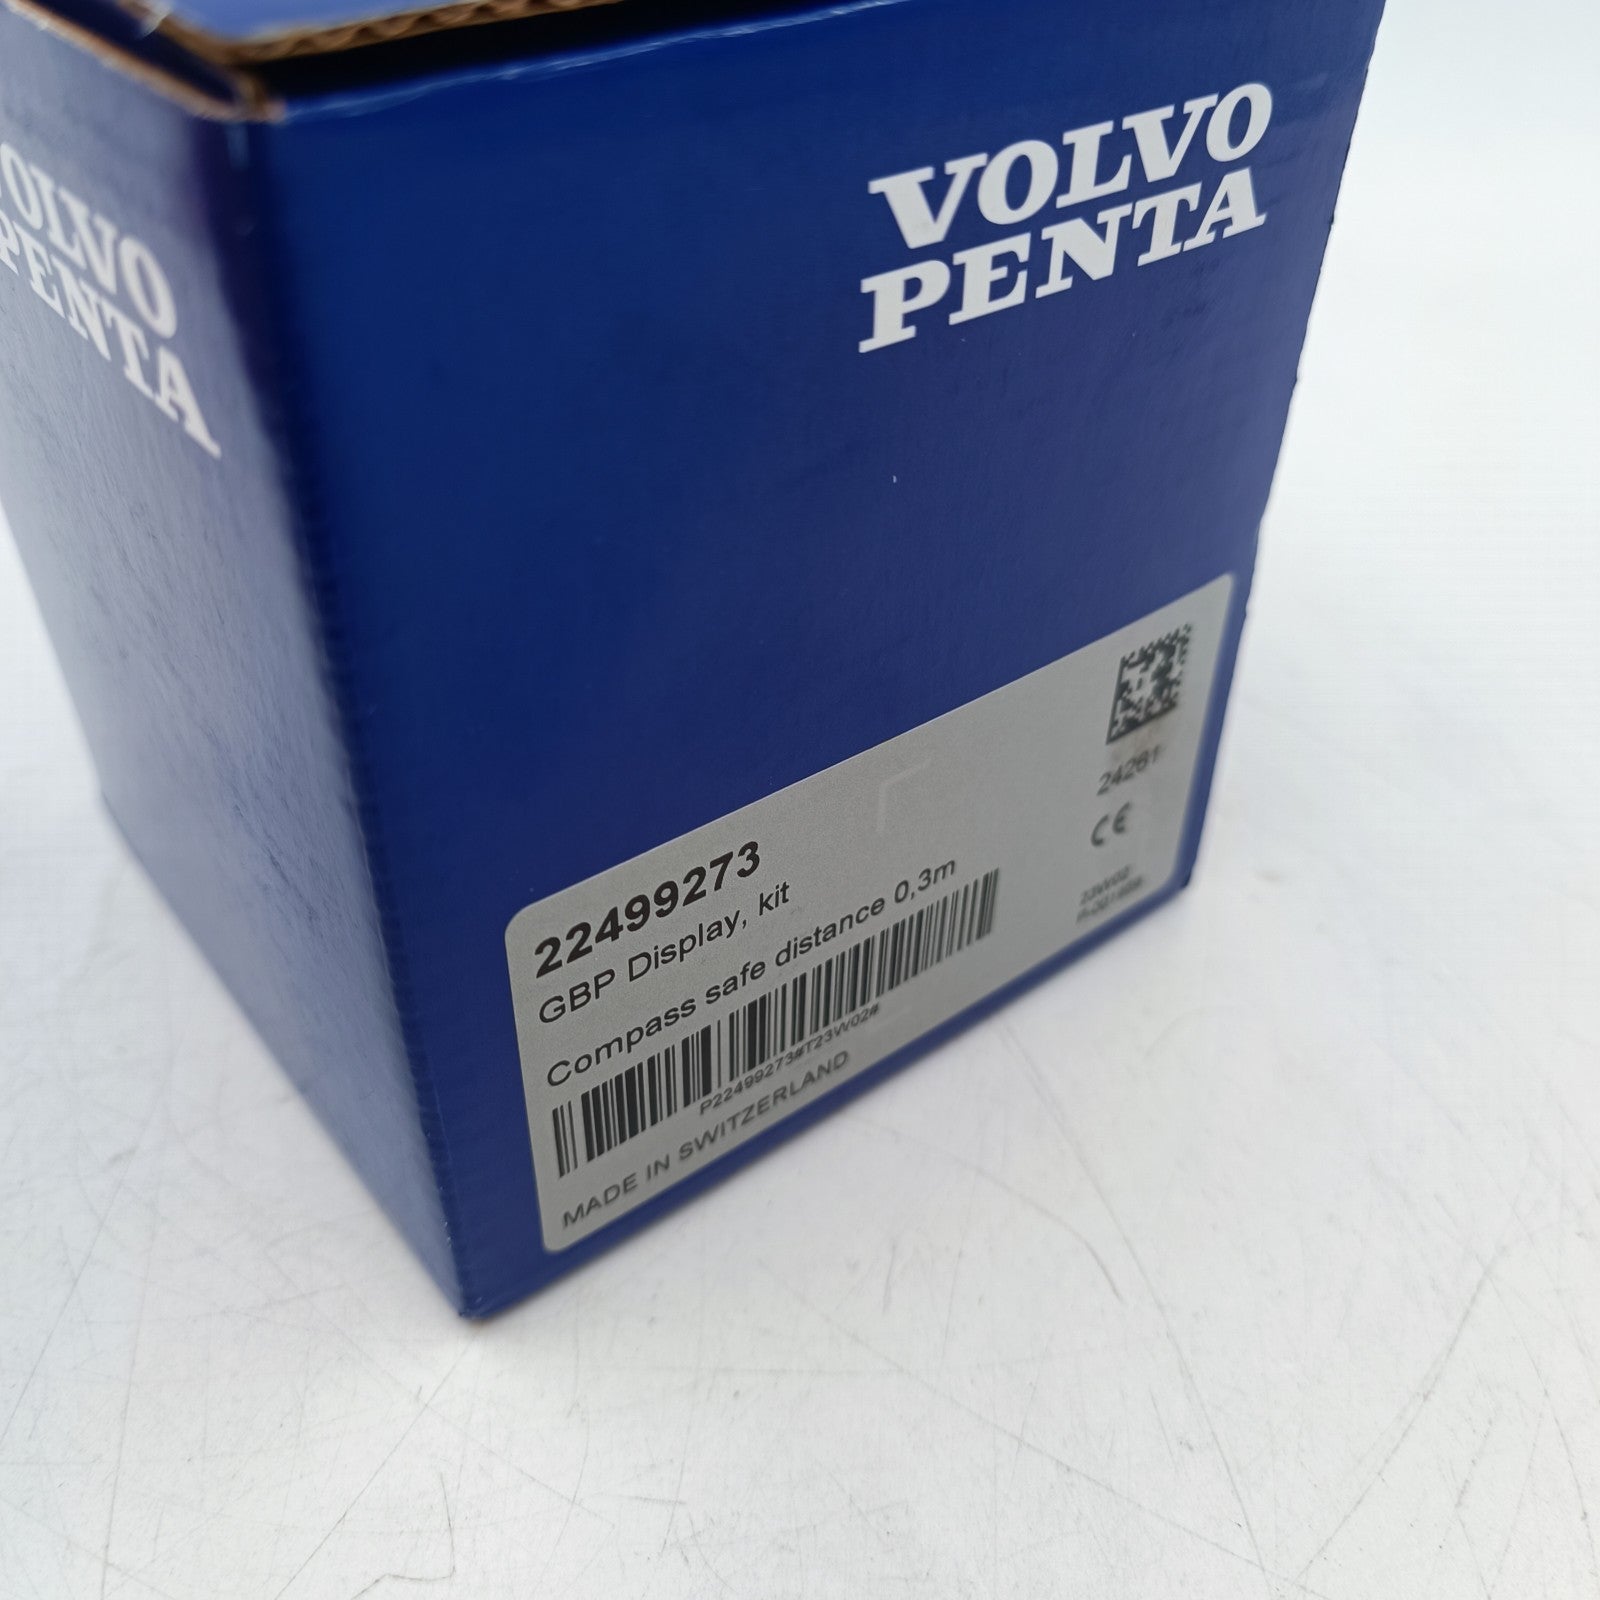 VOLVO
PENTA
VOLVO
PENTA
22499273
GBP Display, kit
Compass safe distance 0,3m
P22499273#T23W02#
MADE IN SWITZERLAND
24261
CE
23W02